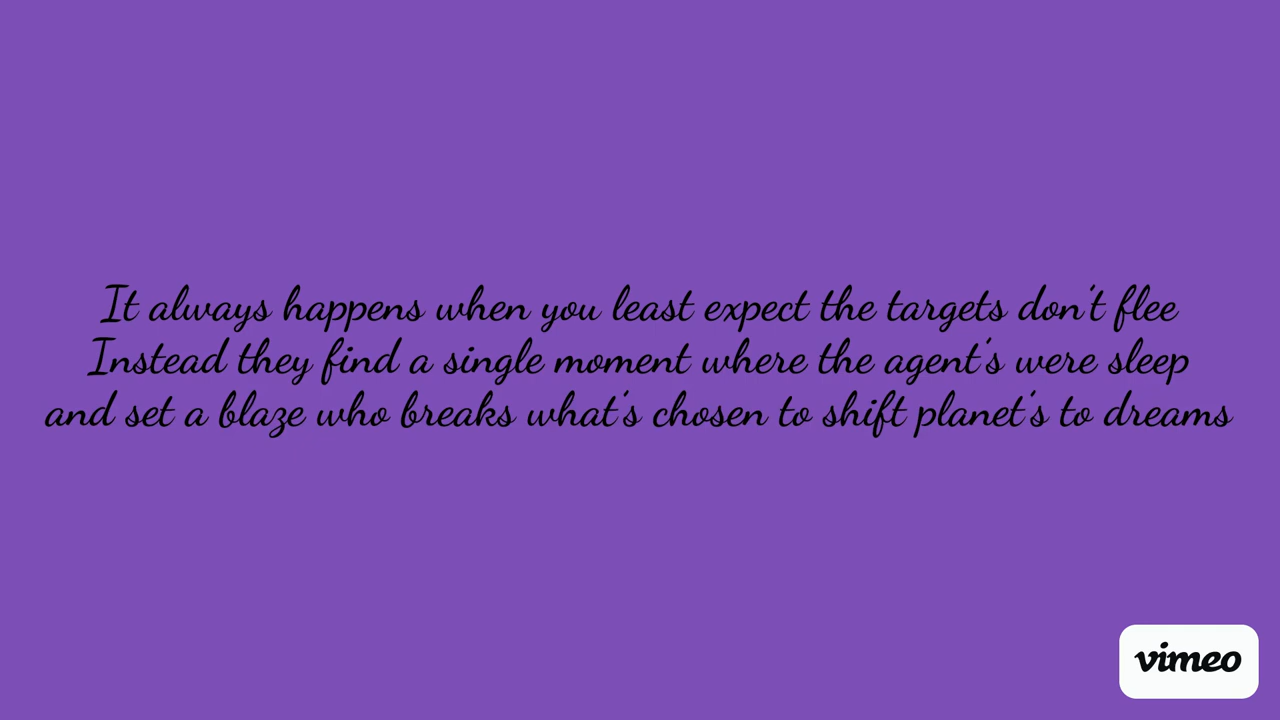 It always happens when you least expect the targets don't flee
Instead they find a single moment where the agent's were sleep
and set a blaze who breaks what's chosen to shift planet's to dreams
vimeo